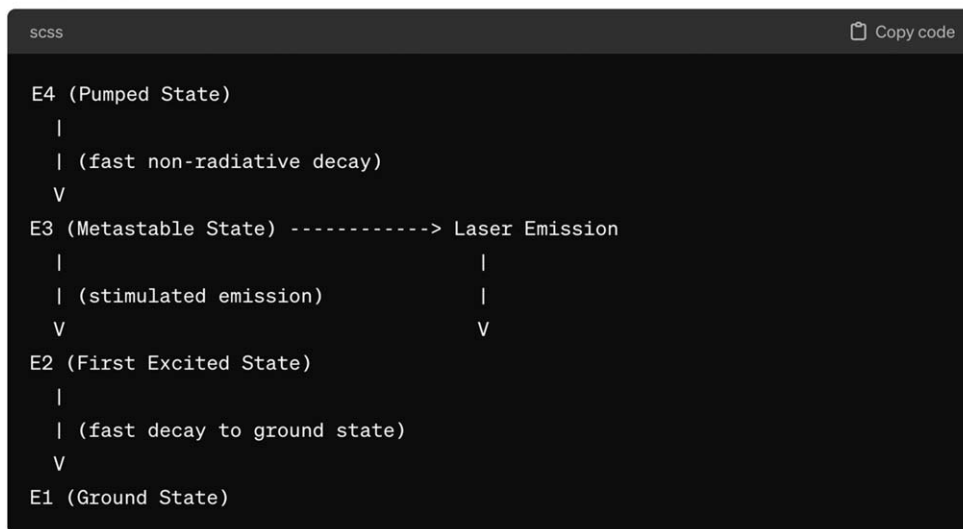 scss Copy code
E4 (Pumped State)
|
| (fast non-radiative decay)
V
E3 (Metastable State) ------------> Laser Emission
| |
| (stimulated emission) |
V V
E2 (First Excited State)
|
| (fast decay to ground state)
V
E1 (Ground State)